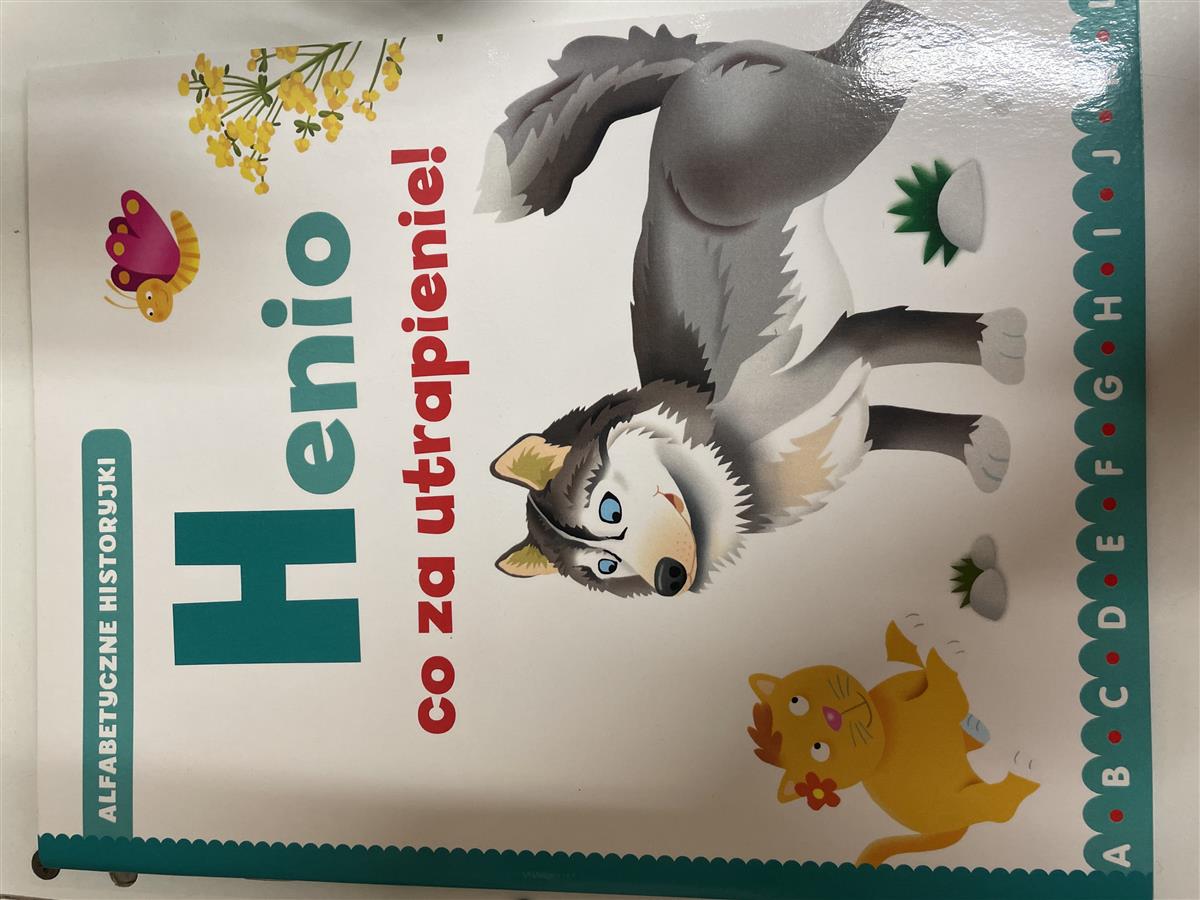 ALFABETYCZNE HISTORYJKI
Henio
co za utrapienie!
A • B • C • D • E • F • G • H • I • J •